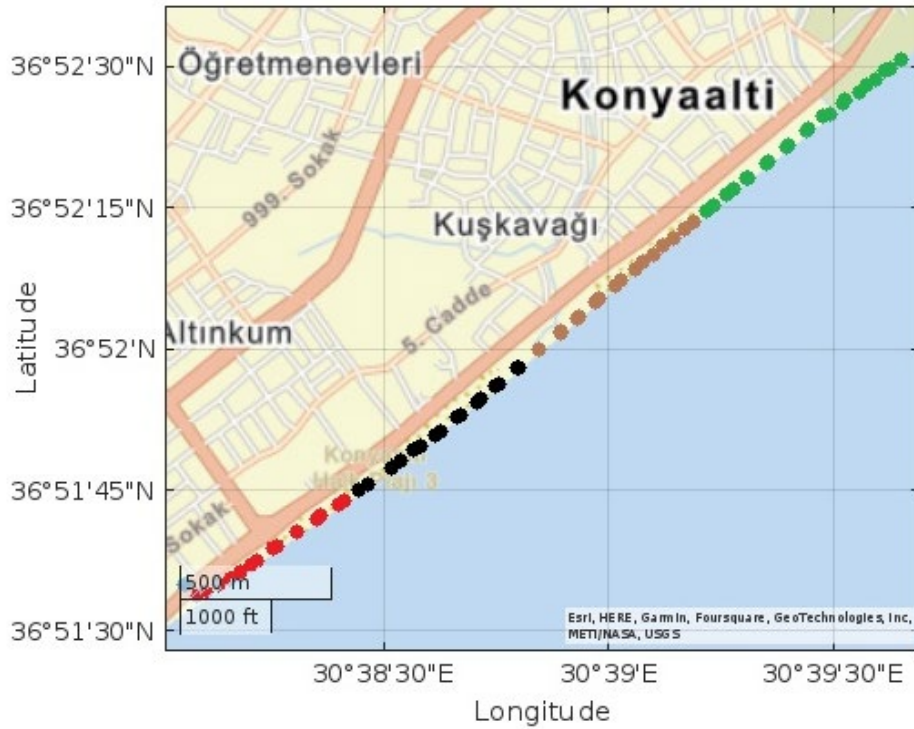 36°52'30"N
Öğretmenevleri
Konyaalti
999. Sokak
36°52'15"N
Kuşkavağı
5. Cadde
Altınkum
36°52'N
Latitude
Plajı 3
36°51'45"N
Sokak
500 m
1000 ft
36°51'30"N
Esri, HERE, Garmin, Foursquare, GeoTechnologies, Inc,
METI/NASA, USGS
30°38'30"E
30°39'E
30°39'30"E
Longitude